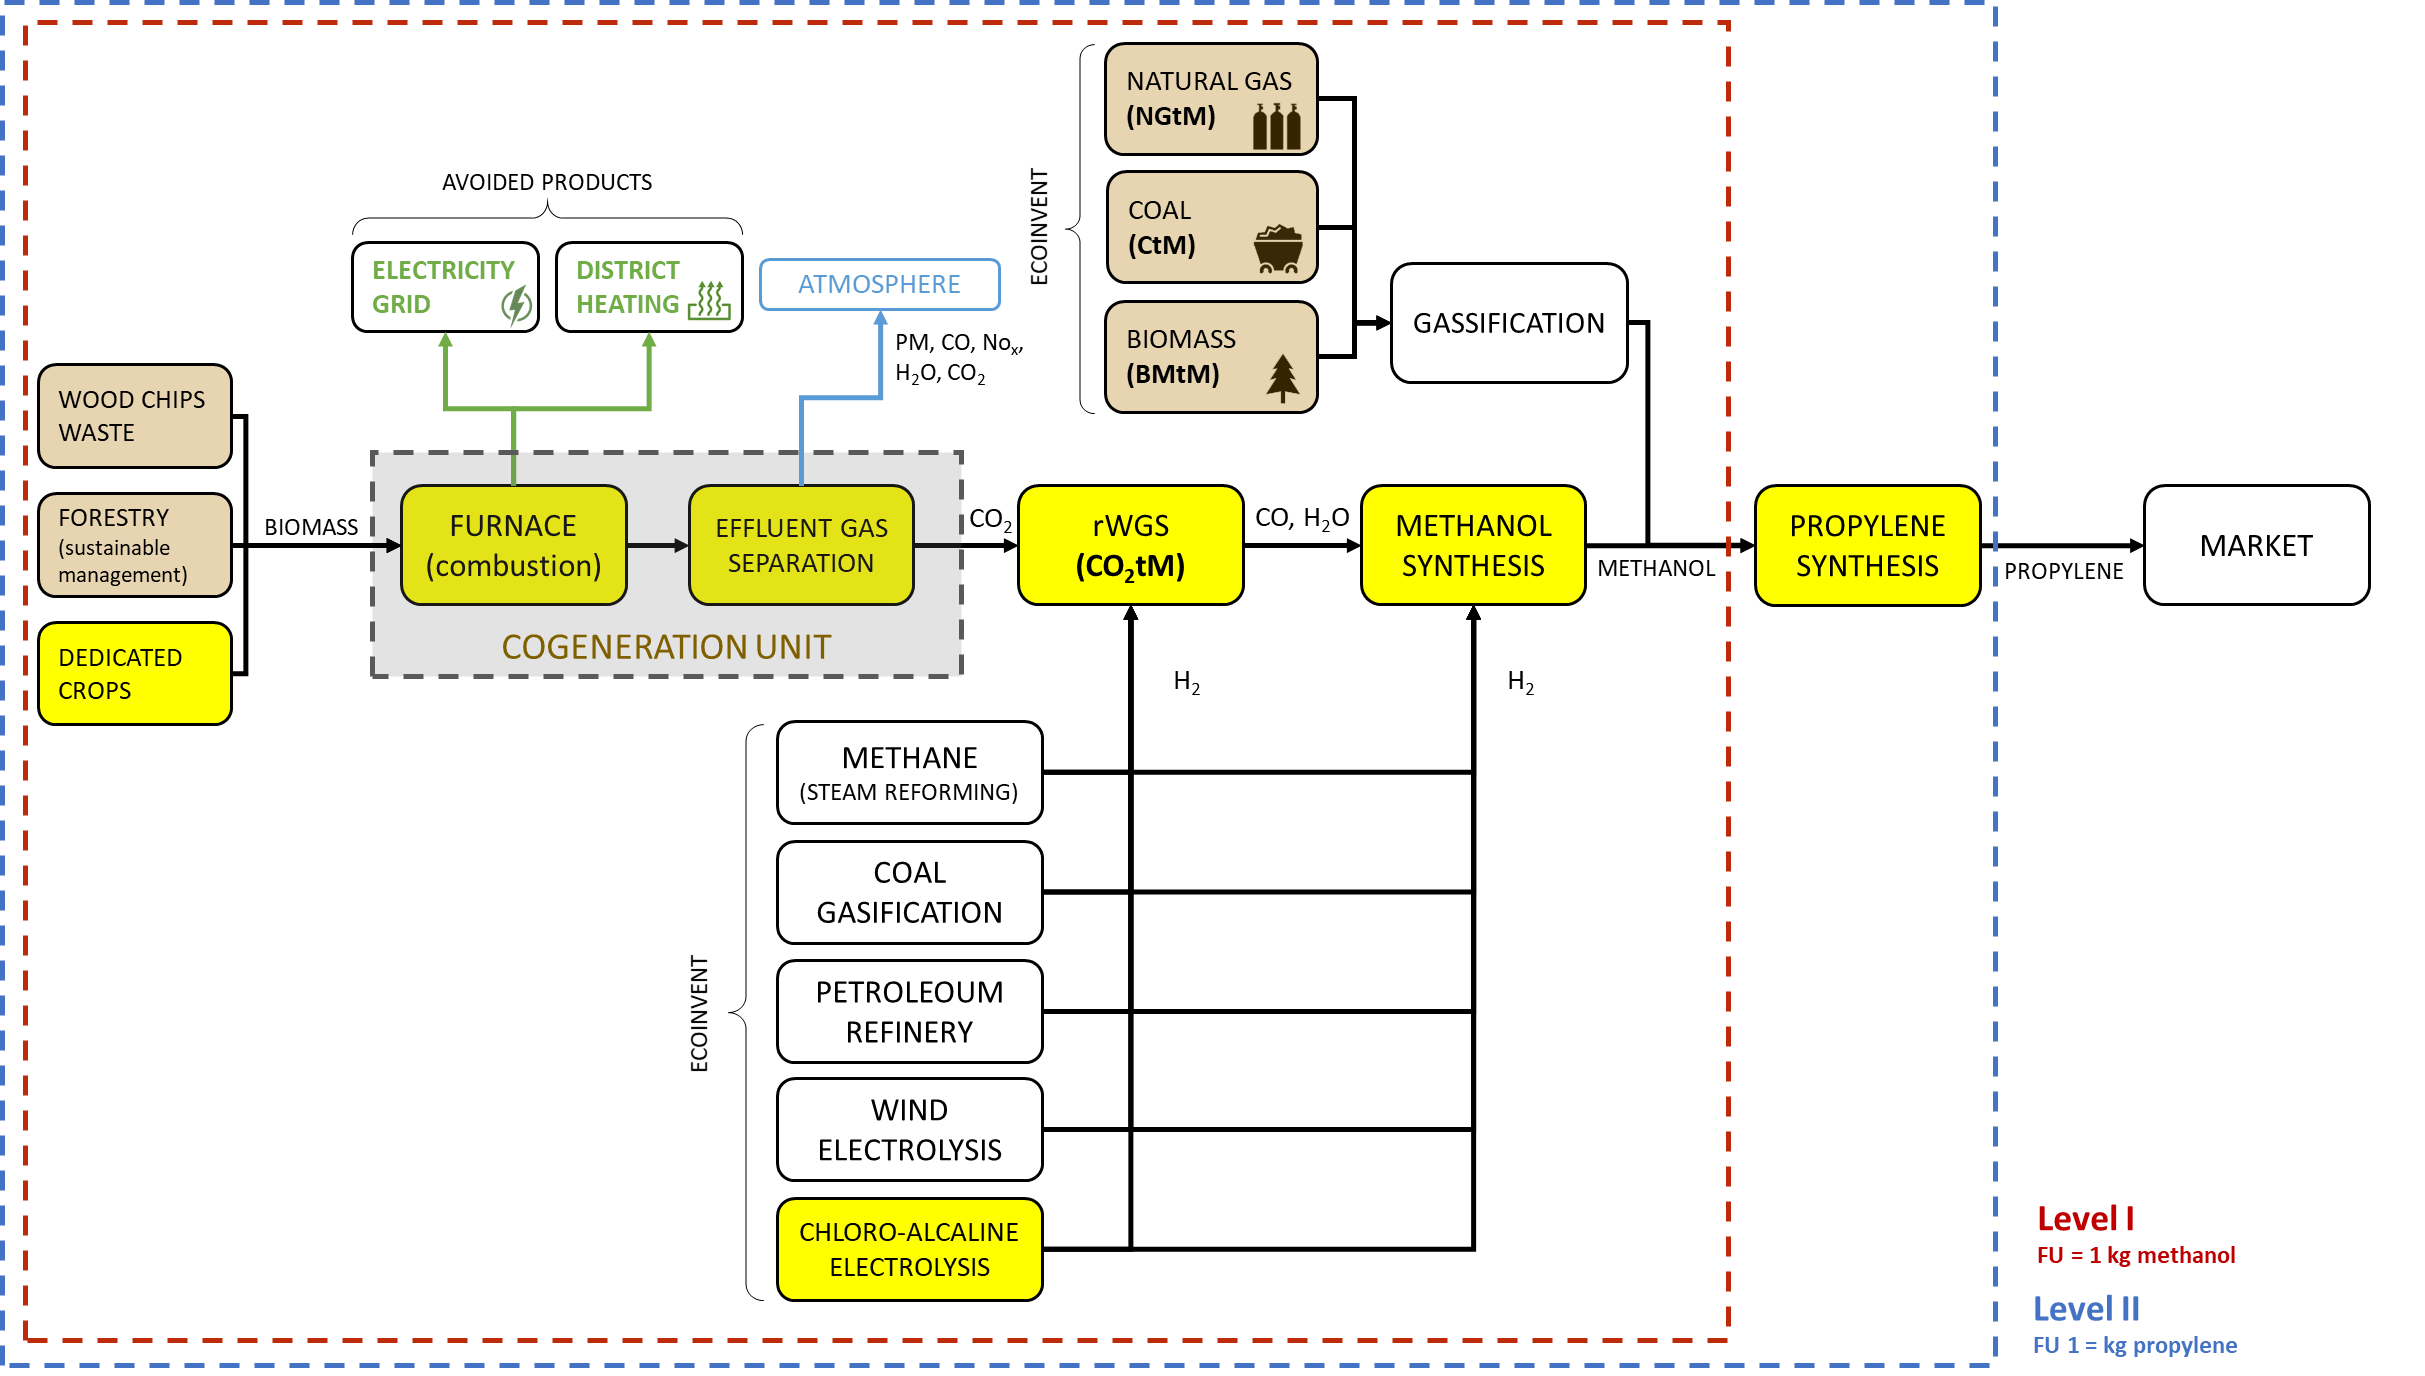 NATURAL GAS
(NGtM)
COAL
(CtM)
BIOMASS
(BMtM)
ECOINVENT
GASSIFICATION
AVOIDED PRODUCTS
ELECTRICITY
GRID
DISTRICT
HEATING
ATMOSPHERE
PM, CO, Noₓ,
H₂O, CO₂
WOOD CHIPS
WASTE
FORESTRY
(sustainable
management)
DEDICATED
CROPS
BIOMASS
FURNACE
(combustion)
EFFLUENT GAS
SEPARATION
COGENERATION UNIT
CO₂
rWGS
(CO₂tM)
CO, H₂O
METHANOL
SYNTHESIS
METHANOL
PROPYLENE
SYNTHESIS
PROPYLENE
MARKET
H₂
H₂
ECOINVENT
METHANE
(STEAM REFORMING)
COAL
GASIFICATION
PETROLEOUM
REFINERY
WIND
ELECTROLYSIS
CHLORO-ALCALINE
ELECTROLYSIS
Level I
FU = 1 kg methanol
Level II
FU 1 = kg propylene